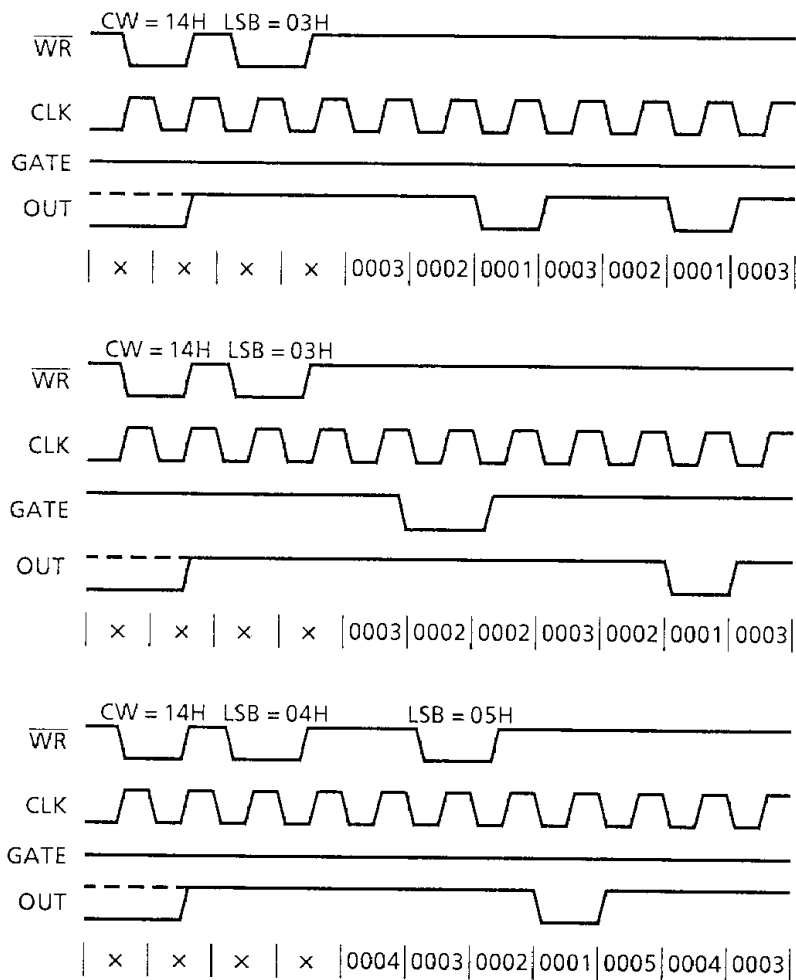 CW = 14H LSB = 03H
WR
CLK
GATE
OUT
| × | × | × | × |0003|0002|0001|0003|0002|0001|0003|
CW = 14H LSB = 03H
WR
CLK
GATE
OUT
| × | × | × | × |0003|0002|0002|0003|0002|0001|0003|
CW = 14H LSB = 04H LSB = 05H
WR
CLK
GATE
OUT
| × | × | × | × |0004|0003|0002|0001|0005|0004|0003|